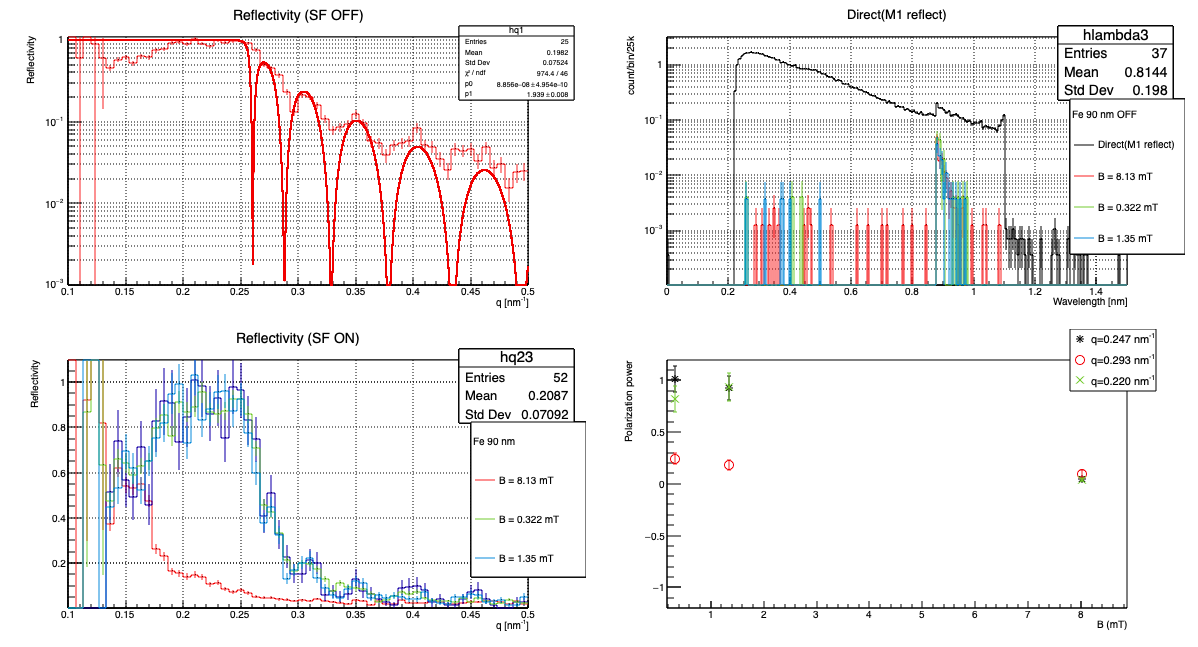 Reflectivity (SF OFF)
Reflectivity
hq1
Entries 25
Mean 0.1982
Std Dev 0.07524
χ² / ndf 974.4 / 46
p0 8.856e-08 ± 4.954e-10
p1 1.939 ± 0.008
1
10⁻¹
10⁻²
10⁻³
0.1 0.15 0.2 0.25 0.3 0.35 0.4 0.45 0.5
q [nm⁻¹]
Direct(M1 reflect)
count/bin/25k
hlambda3
Entries 37
Mean 0.8144
Std Dev 0.198
Fe 90 nm OFF
Direct(M1 reflect)
B = 8.13 mT
B = 0.322 mT
B = 1.35 mT
1
10⁻¹
10⁻²
10⁻³
0 0.2 0.4 0.6 0.8 1 1.2 1.4
Wavelength [nm]
Reflectivity (SF ON)
Reflectivity
hq23
Entries 52
Mean 0.2087
Std Dev 0.07092
Fe 90 nm
B = 8.13 mT
B = 0.322 mT
B = 1.35 mT
1
0.8
0.6
0.4
0.2
0.1 0.15 0.2 0.25 0.3 0.35 0.4 0.45 0.5
q [nm⁻¹]
Polarization power
q=0.247 nm⁻¹
q=0.293 nm⁻¹
q=0.220 nm⁻¹
1
0.5
0
−0.5
−1
1 2 3 4 5 6 7 8
B (mT)